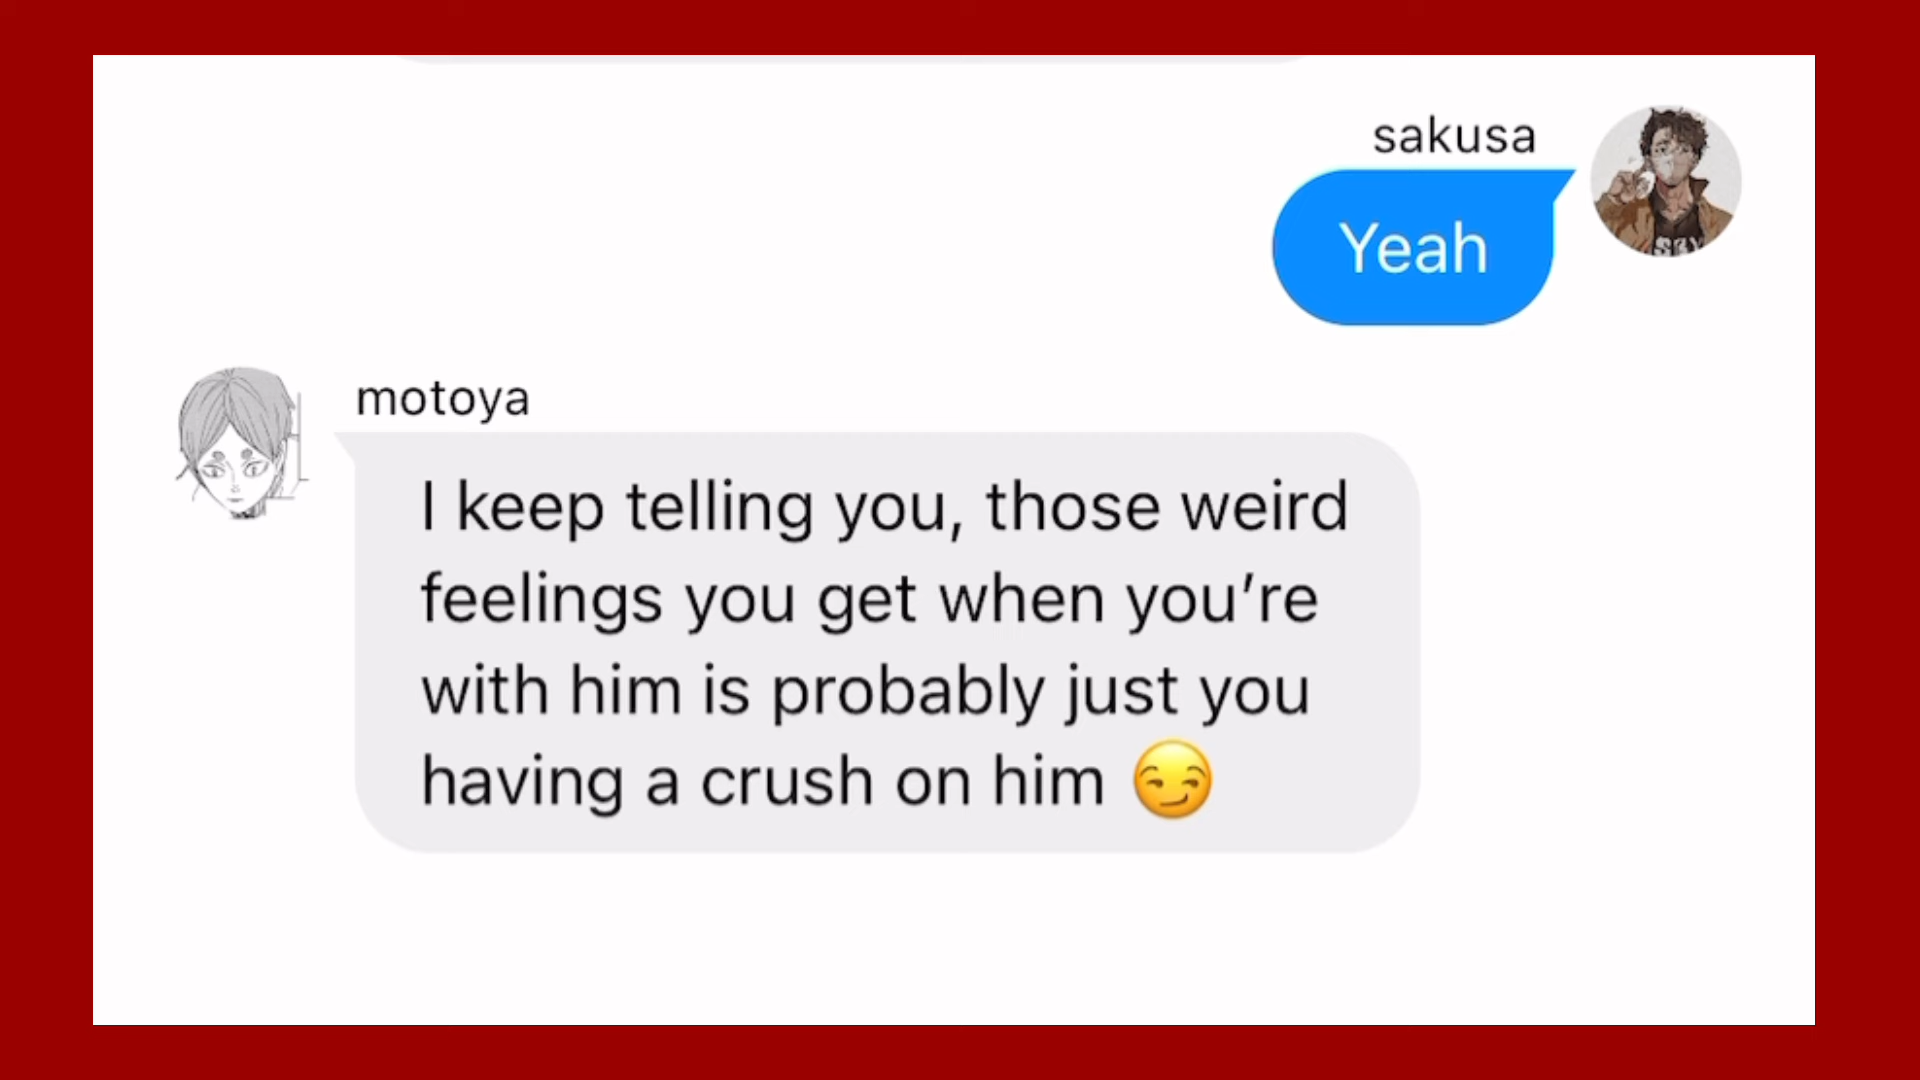 sakusa
Yeah
motoya
I keep telling you, those weird
feelings you get when you’re
with him is probably just you
having a crush on him 😏